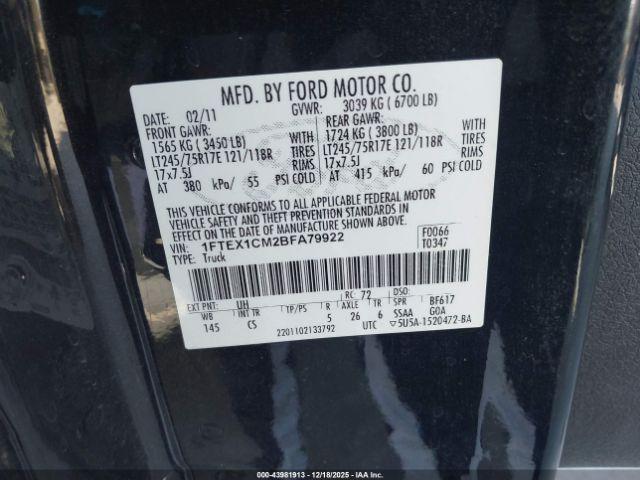 MFD. BY FORD MOTOR CO.
DATE: 02/11 GVWR: 3039 KG ( 6700 LB)
FRONT GAWR: REAR GAWR:
1565 KG ( 3450 LB) WITH 1724 KG ( 3800 LB) WITH
LT245/75R17E 121/118R TIRES LT245/75R17E 121/118R TIRES
17x7.5J RIMS 17x7.5J RIMS
AT 380 kPa/ 55 PSI COLD AT 415 kPa/ 60 PSI COLD
THIS VEHICLE CONFORMS TO ALL APPLICABLE FEDERAL MOTOR
VEHICLE SAFETY AND THEFT PREVENTION STANDARDS IN
EFFECT ON THE DATE OF MANUFACTURE SHOWN ABOVE.
VIN: 1FTEX1CM2BFA79922 F0066
TYPE: Truck T0347
EXT PNT: UH RC: 72 DSO:
WB INT TR TP/PS R AXLE TR SPR BF617
145 CS 5 26 6 SSAA GOA
2201102133792 UTC 5U5A-1520472-BA
© IAA 12/18/2025, IAA Inc.